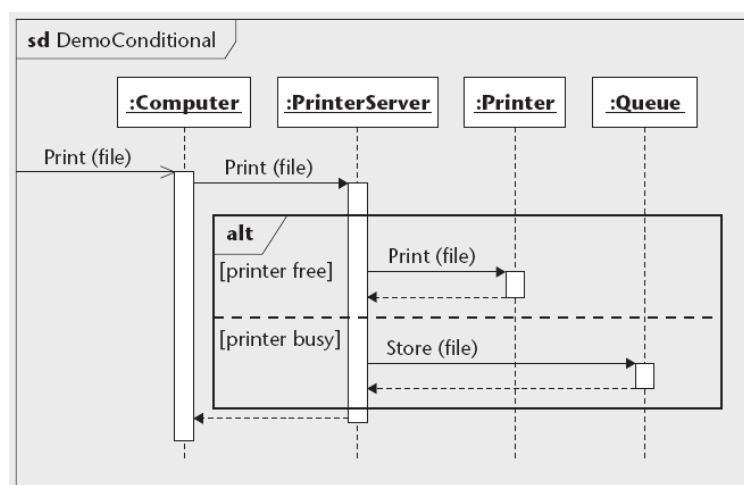 sd DemoConditional
:Computer
:PrinterServer
:Printer
:Queue
Print (file)
Print (file)
alt
[printer free]
Print (file)
[printer busy]
Store (file)